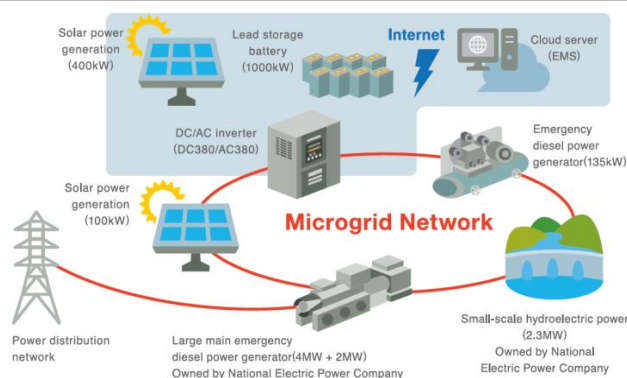 Solar power
generation
(400kW)
Lead storage
battery
(1000kW)
Internet
Cloud server
(EMS)
DC/AC inverter
(DC380/AC380)
Emergency
diesel power
generator(135kW)
Solar power
generation
(100kW)
Microgrid Network
Power distribution
network
Large main emergency
diesel power generator(4MW + 2MW)
Owned by National Electric Power Company
Small-scale hydroelectric power
(2.3MW)
Owned by National
Electric Power Company